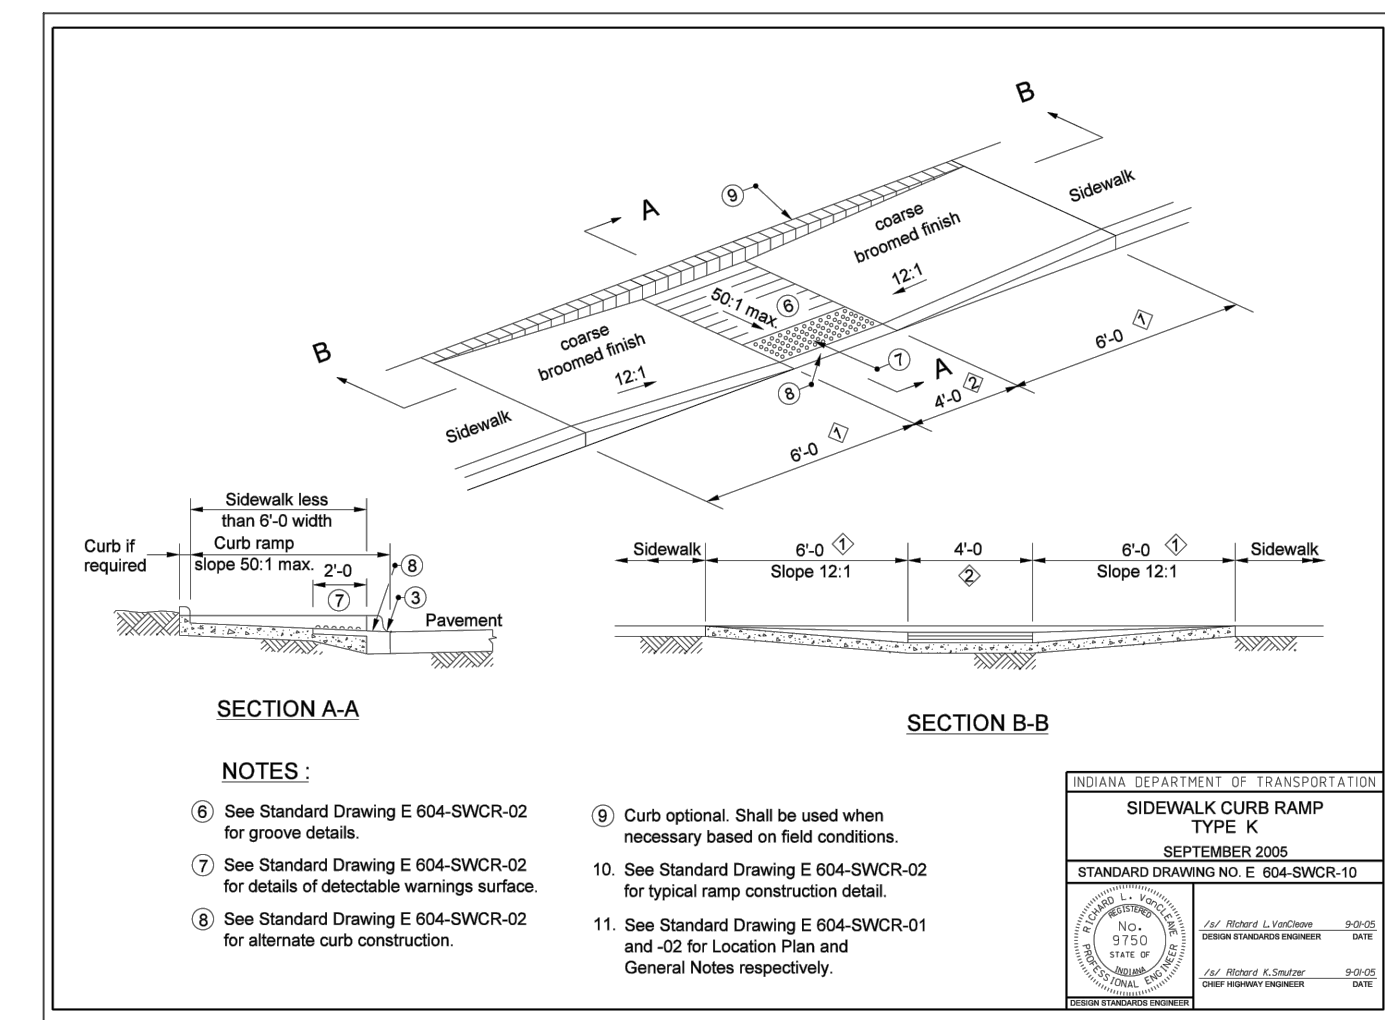 B
A
9
Sidewalk
coarse
broomed finish
12:1
6
50:1 max.
6'-0 1
B
coarse
broomed finish
12:1
7
A
8
4'-0 2
Sidewalk
6'-0 1
Sidewalk less
than 6'-0 width
Curb if
required
Curb ramp
slope 50:1 max.
2'-0
7
8
3
Pavement
SECTION A-A
Sidewalk
6'-0 1
Slope 12:1
4'-0
2
6'-0 1
Slope 12:1
Sidewalk
SECTION B-B
NOTES :
6 See Standard Drawing E 604-SWCR-02
for groove details.
7 See Standard Drawing E 604-SWCR-02
for details of detectable warnings surface.
8 See Standard Drawing E 604-SWCR-02
for alternate curb construction.
9 Curb optional. Shall be used when
necessary based on field conditions.
10. See Standard Drawing E 604-SWCR-02
for typical ramp construction detail.
11. See Standard Drawing E 604-SWCR-01
and -02 for Location Plan and
General Notes respectively.
INDIANA DEPARTMENT OF TRANSPORTATION
SIDEWALK CURB RAMP
TYPE K
SEPTEMBER 2005
STANDARD DRAWING NO. E 604-SWCR-10
RICHARD L. VanCLEAVE
REGISTERED
No.
9750
STATE OF
INDIANA
PROFESSIONAL ENGINEER
DESIGN STANDARDS ENGINEER
/s/ Richard L.VanCleave 9-01-05
DESIGN STANDARDS ENGINEER DATE
/s/ Richard K.Smutzer 9-01-05
CHIEF HIGHWAY ENGINEER DATE